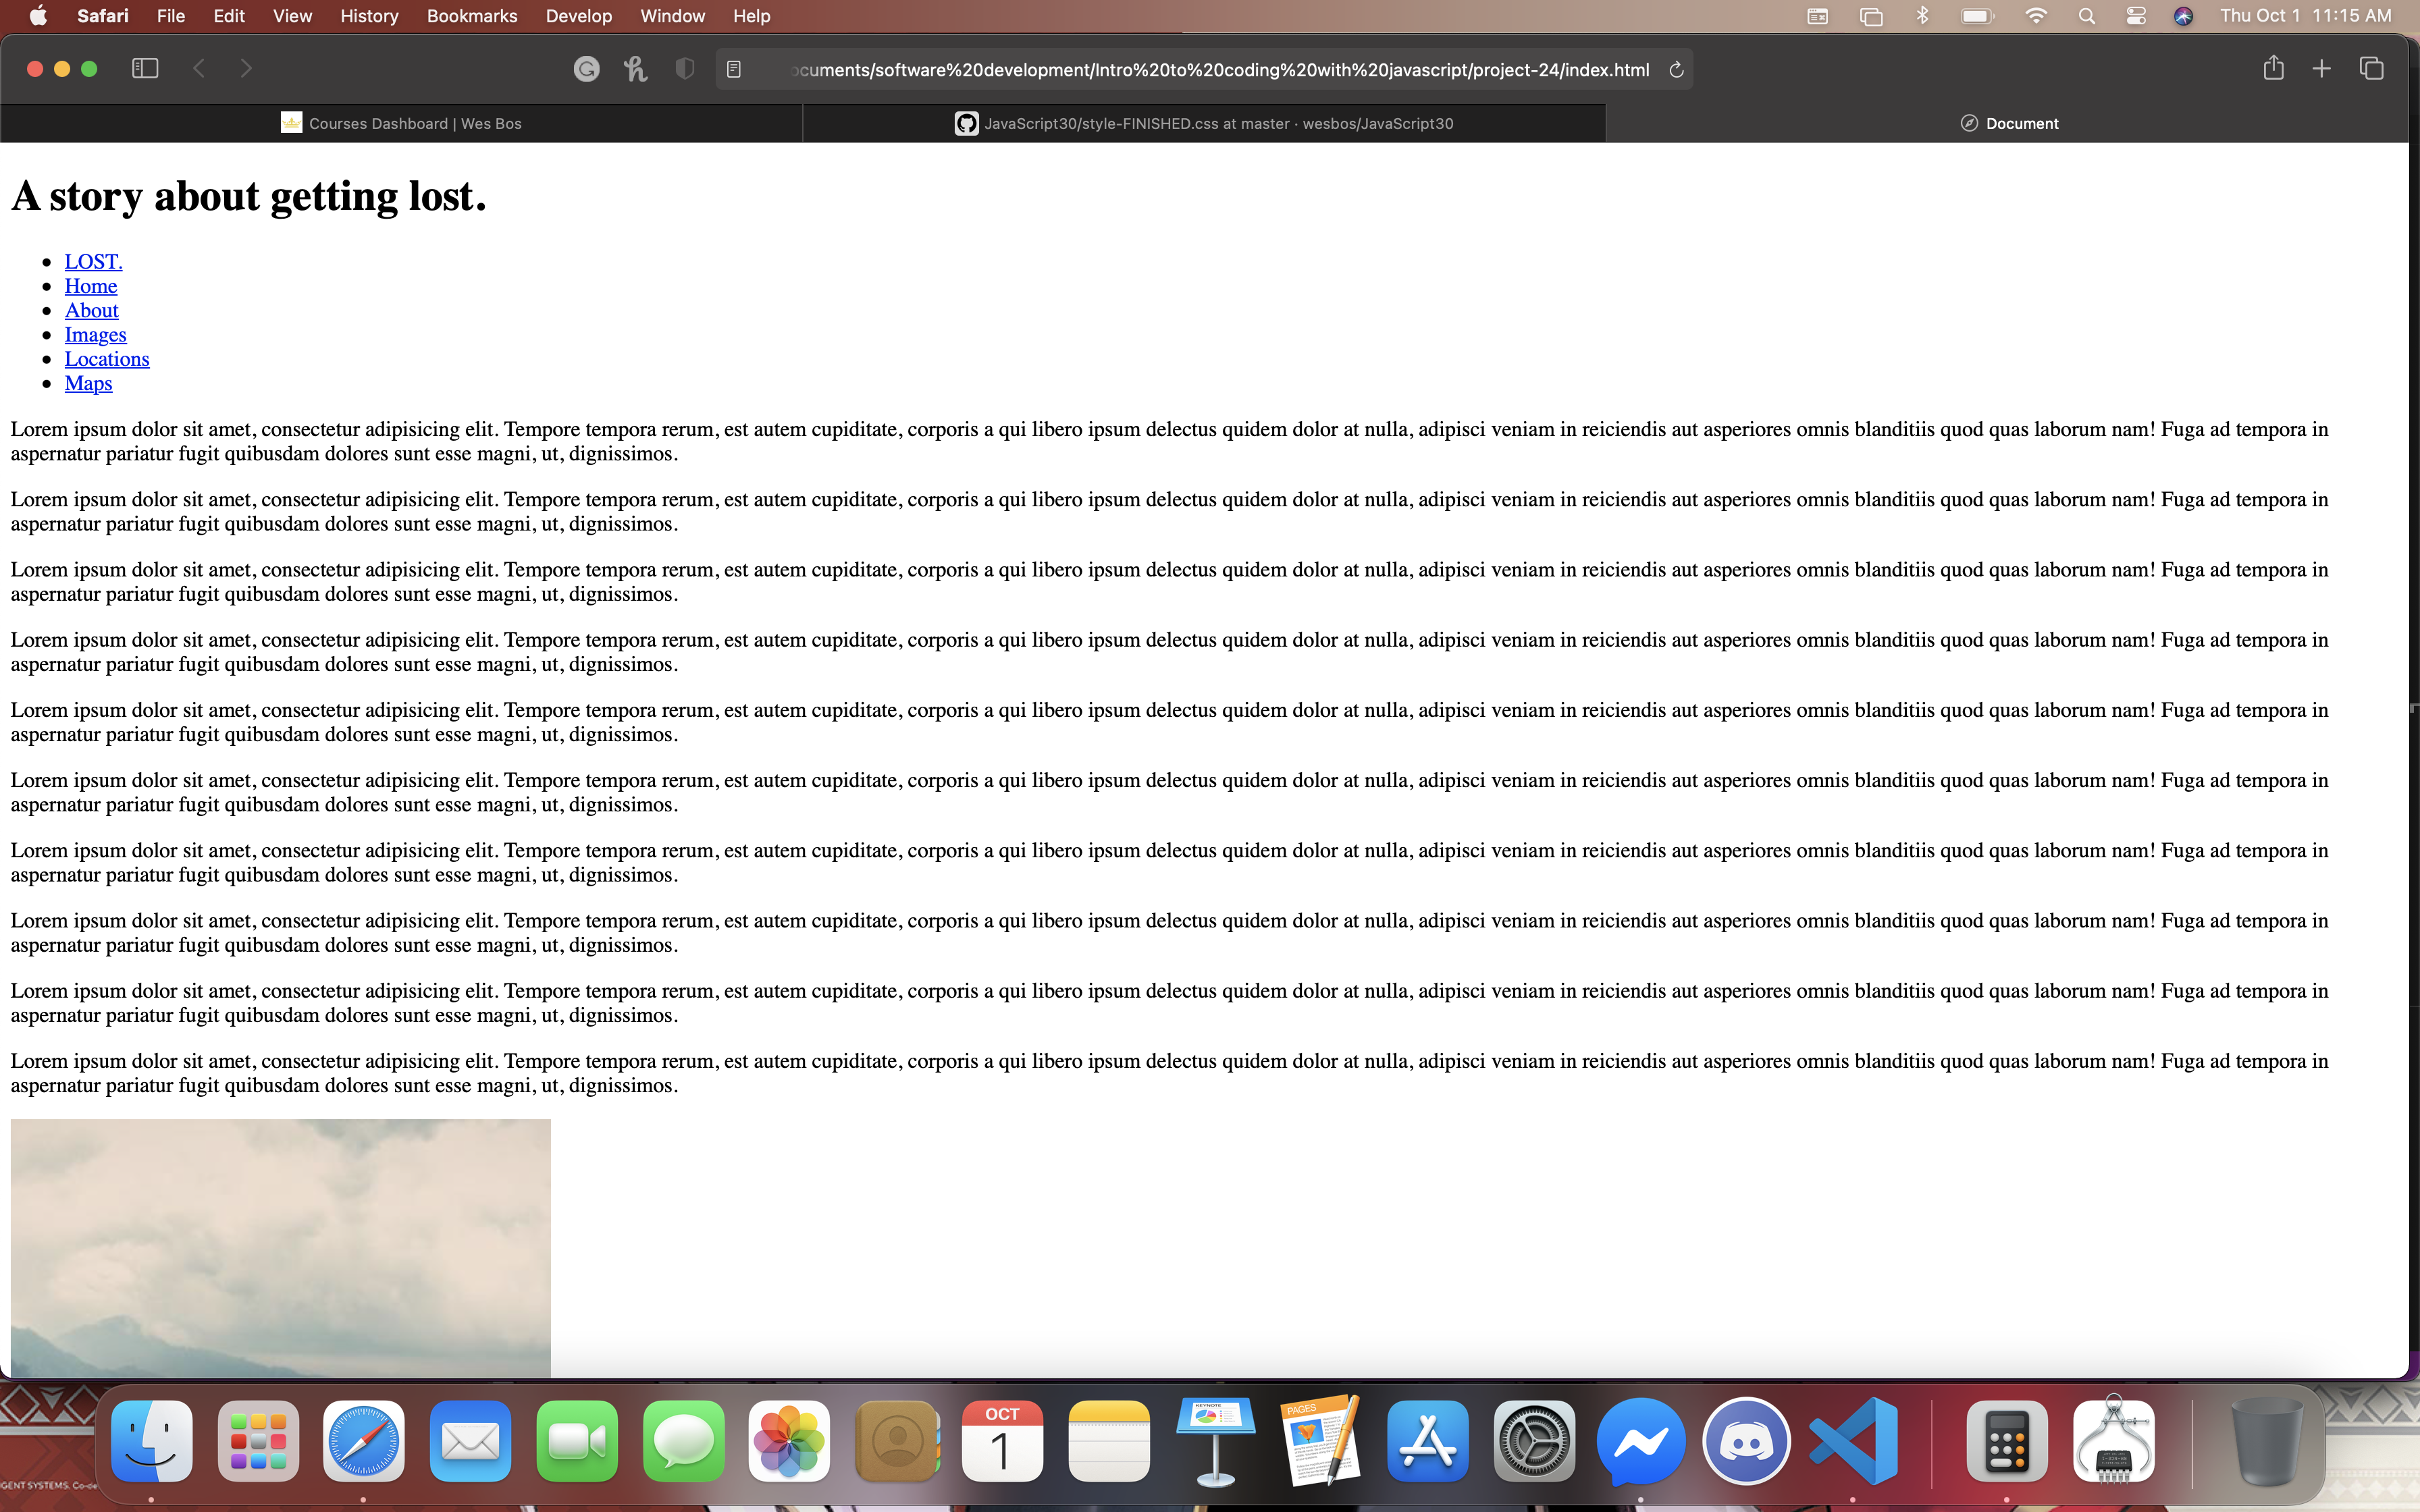 Safari File Edit View History Bookmarks Develop Window Help Thu Oct 1 11:15 AM
ocuments/software%20development/Intro%20to%20coding%20with%20javascript/project-24/index.html
Courses Dashboard | Wes Bos JavaScript30/style-FINISHED.css at master · wesbos/JavaScript30 Document
A story about getting lost.
• LOST.
• Home
• About
• Images
• Locations
• Maps
Lorem ipsum dolor sit amet, consectetur adipisicing elit. Tempore tempora rerum, est autem cupiditate, corporis a qui libero ipsum delectus quidem dolor at nulla, adipisci veniam in reiciendis aut asperiores omnis blanditiis quod quas laborum nam! Fuga ad tempora in
aspernatur pariatur fugit quibusdam dolores sunt esse magni, ut, dignissimos.
Lorem ipsum dolor sit amet, consectetur adipisicing elit. Tempore tempora rerum, est autem cupiditate, corporis a qui libero ipsum delectus quidem dolor at nulla, adipisci veniam in reiciendis aut asperiores omnis blanditiis quod quas laborum nam! Fuga ad tempora in
aspernatur pariatur fugit quibusdam dolores sunt esse magni, ut, dignissimos.
Lorem ipsum dolor sit amet, consectetur adipisicing elit. Tempore tempora rerum, est autem cupiditate, corporis a qui libero ipsum delectus quidem dolor at nulla, adipisci veniam in reiciendis aut asperiores omnis blanditiis quod quas laborum nam! Fuga ad tempora in
aspernatur pariatur fugit quibusdam dolores sunt esse magni, ut, dignissimos.
Lorem ipsum dolor sit amet, consectetur adipisicing elit. Tempore tempora rerum, est autem cupiditate, corporis a qui libero ipsum delectus quidem dolor at nulla, adipisci veniam in reiciendis aut asperiores omnis blanditiis quod quas laborum nam! Fuga ad tempora in
aspernatur pariatur fugit quibusdam dolores sunt esse magni, ut, dignissimos.
Lorem ipsum dolor sit amet, consectetur adipisicing elit. Tempore tempora rerum, est autem cupiditate, corporis a qui libero ipsum delectus quidem dolor at nulla, adipisci veniam in reiciendis aut asperiores omnis blanditiis quod quas laborum nam! Fuga ad tempora in
aspernatur pariatur fugit quibusdam dolores sunt esse magni, ut, dignissimos.
Lorem ipsum dolor sit amet, consectetur adipisicing elit. Tempore tempora rerum, est autem cupiditate, corporis a qui libero ipsum delectus quidem dolor at nulla, adipisci veniam in reiciendis aut asperiores omnis blanditiis quod quas laborum nam! Fuga ad tempora in
aspernatur pariatur fugit quibusdam dolores sunt esse magni, ut, dignissimos.
Lorem ipsum dolor sit amet, consectetur adipisicing elit. Tempore tempora rerum, est autem cupiditate, corporis a qui libero ipsum delectus quidem dolor at nulla, adipisci veniam in reiciendis aut asperiores omnis blanditiis quod quas laborum nam! Fuga ad tempora in
aspernatur pariatur fugit quibusdam dolores sunt esse magni, ut, dignissimos.
Lorem ipsum dolor sit amet, consectetur adipisicing elit. Tempore tempora rerum, est autem cupiditate, corporis a qui libero ipsum delectus quidem dolor at nulla, adipisci veniam in reiciendis aut asperiores omnis blanditiis quod quas laborum nam! Fuga ad tempora in
aspernatur pariatur fugit quibusdam dolores sunt esse magni, ut, dignissimos.
Lorem ipsum dolor sit amet, consectetur adipisicing elit. Tempore tempora rerum, est autem cupiditate, corporis a qui libero ipsum delectus quidem dolor at nulla, adipisci veniam in reiciendis aut asperiores omnis blanditiis quod quas laborum nam! Fuga ad tempora in
aspernatur pariatur fugit quibusdam dolores sunt esse magni, ut, dignissimos.
Lorem ipsum dolor sit amet, consectetur adipisicing elit. Tempore tempora rerum, est autem cupiditate, corporis a qui libero ipsum delectus quidem dolor at nulla, adipisci veniam in reiciendis aut asperiores omnis blanditiis quod quas laborum nam! Fuga ad tempora in
aspernatur pariatur fugit quibusdam dolores sunt esse magni, ut, dignissimos.
OCT
1
KEYNOTE
PAGES
GENT SYSTEMS. Co-de